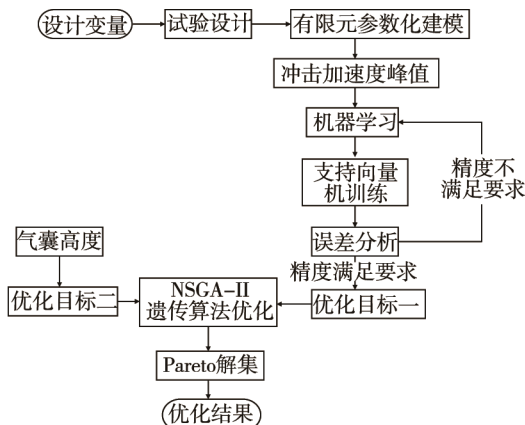 设计变量
试验设计
有限元参数化建模
冲击加速度峰值
机器学习
支持向量
机训练
精度不
满足要求
误差分析
精度满足要求
气囊高度
优化目标二
NSGA-II
遗传算法优化
优化目标一
Pareto解集
优化结果